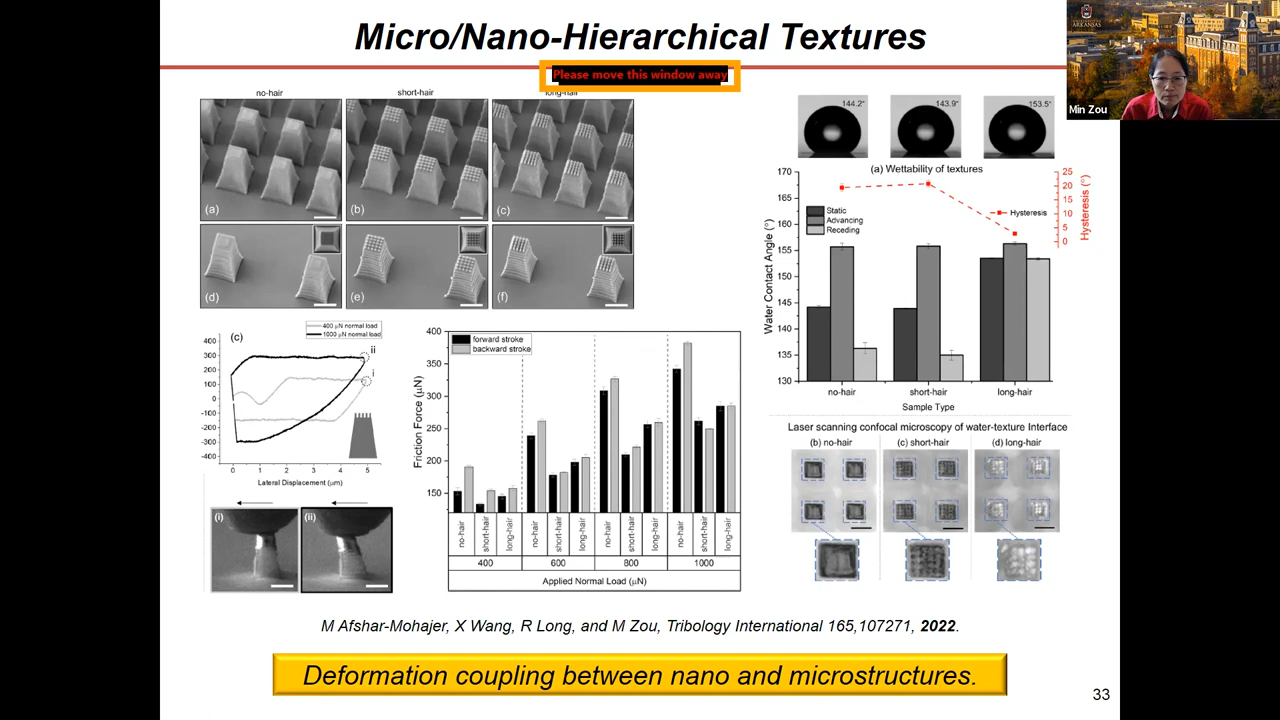 Micro/Nano-Hierarchical Textures
Please move this window away
ARKANSAS
Min Zou
no-hair
short-hair
long-hair
(a)
(b)
(c)
(d)
(e)
(f)
144.2°
143.9°
153.5°
(a) Wettability of textures
170
165
160
155
150
145
140
135
130
Water Contact Angle (°)
Static
Advancing
Receding
Hysteresis
25
20
15
10
5
0
Hysteresis (°)
no-hair
short-hair
long-hair
Sample Type
(c)
400 μN normal load
1000 μN normal load
400
300
200
100
0
-100
-200
-300
-400
ii
i
0
1
2
3
4
5
Lateral Displacement (μm)
(i)
(ii)
forward stroke
backward stroke
400
350
300
250
200
150
Friction Force (μN)
no-hair
short-hair
long-hair
no-hair
short-hair
long-hair
no-hair
short-hair
long-hair
no-hair
short-hair
long-hair
400
600
800
1000
Applied Normal Load (μN)
Laser scanning confocal microscopy of water-texture Interface
(b) no-hair
(c) short-hair
(d) long-hair
M Afshar-Mohajer, X Wang, R Long, and M Zou, Tribology International 165,107271, 2022.
Deformation coupling between nano and microstructures.
33